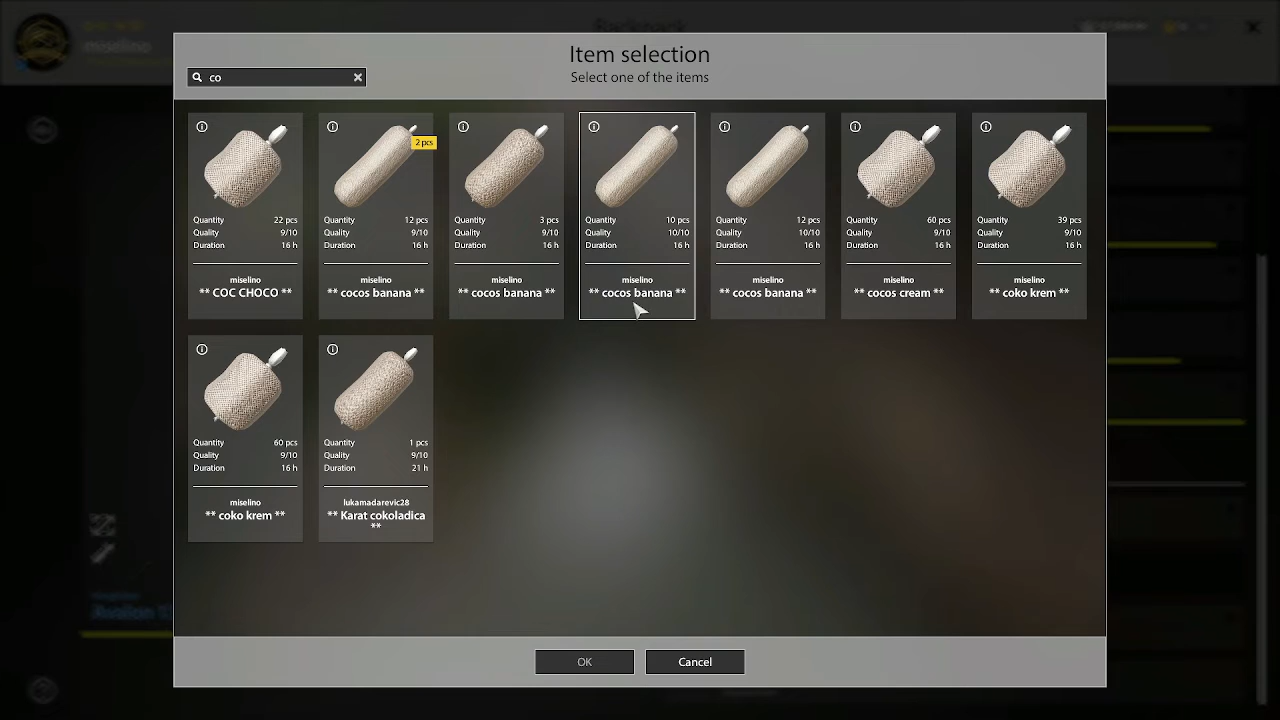 Backpack
miselino
Item selection
Select one of the items
co
Quantity 22 pcs
Quality 9/10
Duration 16 h
miselino
** COC CHOCO **
2 pcs
Quantity 12 pcs
Quality 9/10
Duration 16 h
miselino
** cocos banana **
Quantity 3 pcs
Quality 9/10
Duration 16 h
miselino
** cocos banana **
Quantity 10 pcs
Quality 10/10
Duration 16 h
miselino
** cocos banana **
Quantity 12 pcs
Quality 10/10
Duration 16 h
miselino
** cocos banana **
Quantity 60 pcs
Quality 9/10
Duration 16 h
miselino
** cocos cream **
Quantity 39 pcs
Quality 9/10
Duration 16 h
miselino
** coko krem **
Quantity 60 pcs
Quality 9/10
Duration 16 h
miselino
** coko krem **
Quantity 1 pcs
Quality 9/10
Duration 21 h
lukamadarevic28
** Karat cokoladica
**
OK
Cancel